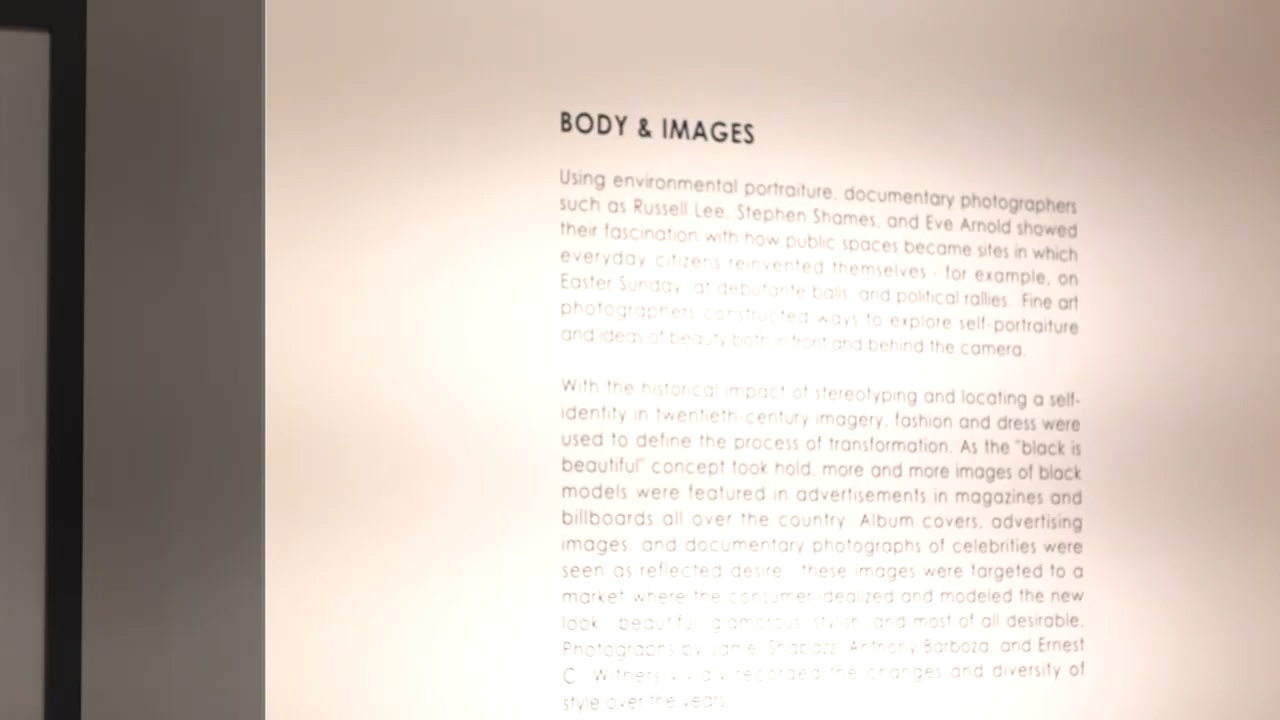 BODY & IMAGES
Using environmental portraiture, documentary photographers
such as Russell Lee, Stephen Shames, and Eve Arnold showed
their fascination with how public spaces became sites in which
everyday citizens reinvented themselves - for example, on
Easter Sunday, at debutante balls, and political rallies. Fine art
photographers constructed ways to explore self-portraiture
and ideas of beauty both in front and behind the camera.
With the historical impact of stereotyping and locating a self-
identity in twentieth-century imagery, fashion and dress were
used to define the process of transformation. As the "black is
beautiful" concept took hold, more and more images of black
models were featured in advertisements in magazines and
billboards all over the country. Album covers, advertising
images, and documentary photographs of celebrities were
seen as reflected desire these images were targeted to a
market where the consumer idealized and modeled the new
look beautiful, glamorous, stylish, and most of all desirable.
Photographs by Jamel Shabazz, Anthony Barboza, and Ernest
C. Withers vividly recorded the changes and diversity of
style over the years.